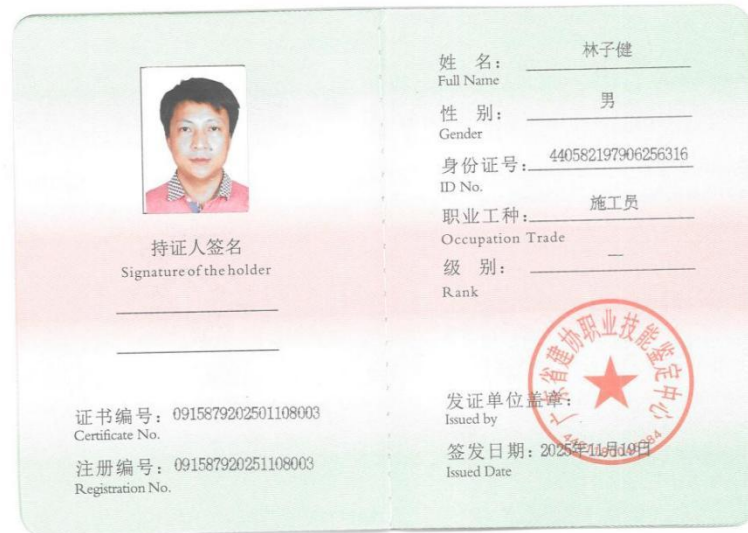 持证人签名
Signature of the holder
证书编号：0915879202501108003
Certificate No.
注册编号：091587920251108003
Registration No.
姓 名：林子健
Full Name
性 别：男
Gender
身份证号：440582197906256316
ID No.
职业工种：施工员
Occupation Trade
级 别：一
Rank
广东省建协职业技能鉴定中心
发证单位盖章：
Issued by
签发日期：2025年11月19日
Issued Date